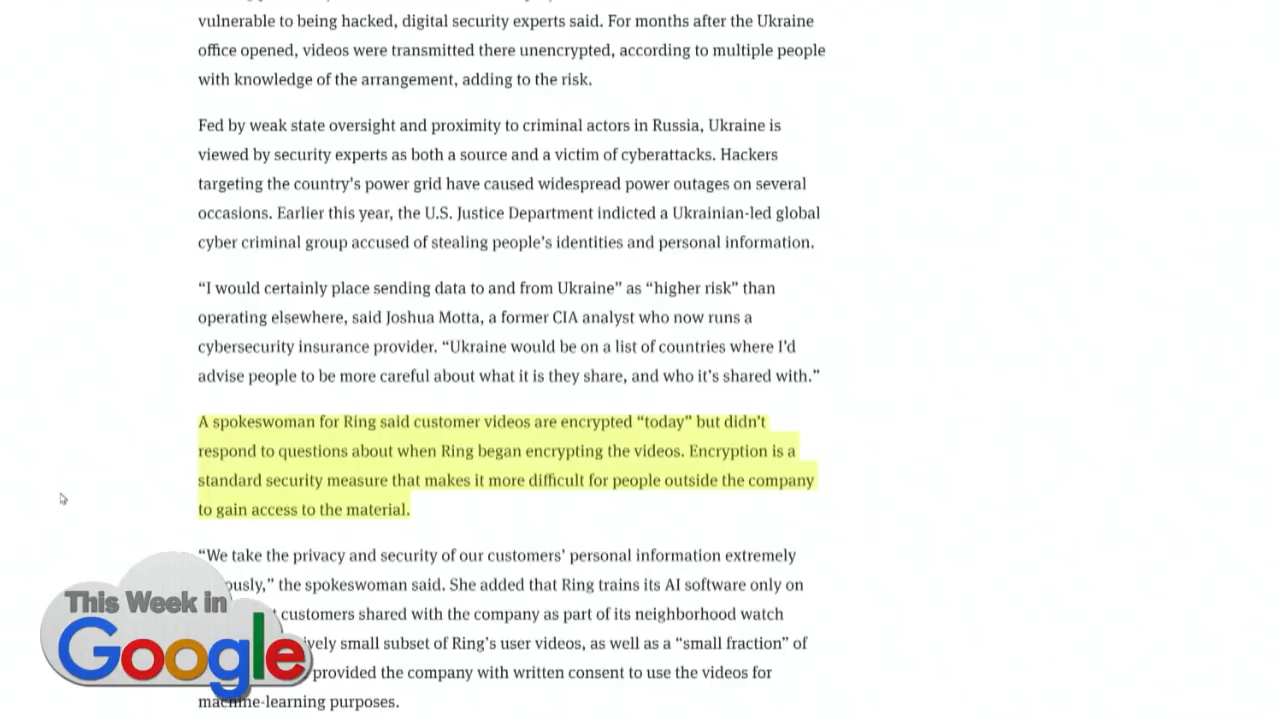 vulnerable to being hacked, digital security experts said. For months after the Ukraine
office opened, videos were transmitted there unencrypted, according to multiple people
with knowledge of the arrangement, adding to the risk.
Fed by weak state oversight and proximity to criminal actors in Russia, Ukraine is
viewed by security experts as both a source and a victim of cyberattacks. Hackers
targeting the country’s power grid have caused widespread power outages on several
occasions. Earlier this year, the U.S. Justice Department indicted a Ukrainian-led global
cyber criminal group accused of stealing people’s identities and personal information.
“I would certainly place sending data to and from Ukraine” as “higher risk” than
operating elsewhere, said Joshua Motta, a former CIA analyst who now runs a
cybersecurity insurance provider. “Ukraine would be on a list of countries where I’d
advise people to be more careful about what it is they share, and who it’s shared with.”
A spokeswoman for Ring said customer videos are encrypted “today” but didn’t
respond to questions about when Ring began encrypting the videos. Encryption is a
standard security measure that makes it more difficult for people outside the company
to gain access to the material.
“We take the privacy and security of our customers’ personal information extremely
ously,” the spokeswoman said. She added that Ring trains its AI software only on
customers shared with the company as part of its neighborhood watch
vely small subset of Ring’s user videos, as well as a “small fraction” of
provided the company with written consent to use the videos for
machine-learning purposes.
This Week in
Google